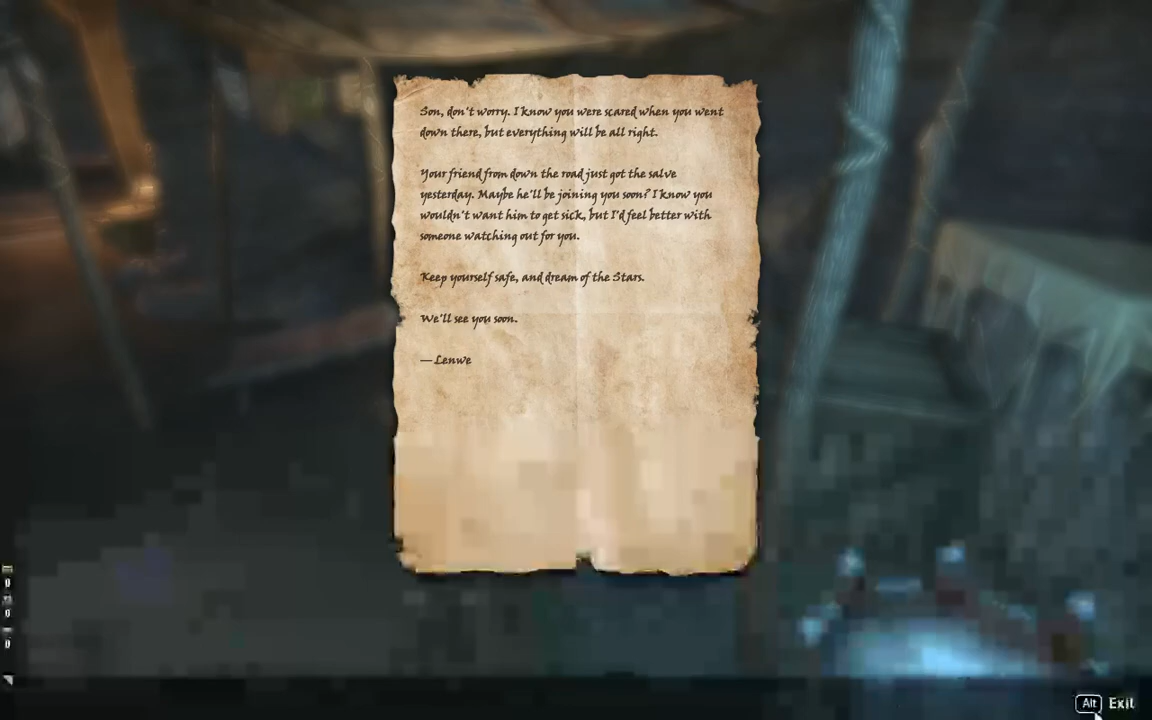 Son, don't worry. I know you were scared when you went
down there, but everything will be all right.
Your friend from down the road just got the salve
yesterday. Maybe he'll be joining you soon? I know you
wouldn't want him to get sick, but I'd feel better with
someone watching out for you.
Keep yourself safe, and dream of the Stars.
We'll see you soon.
— Lenwe
0
0
0
Alt Exit